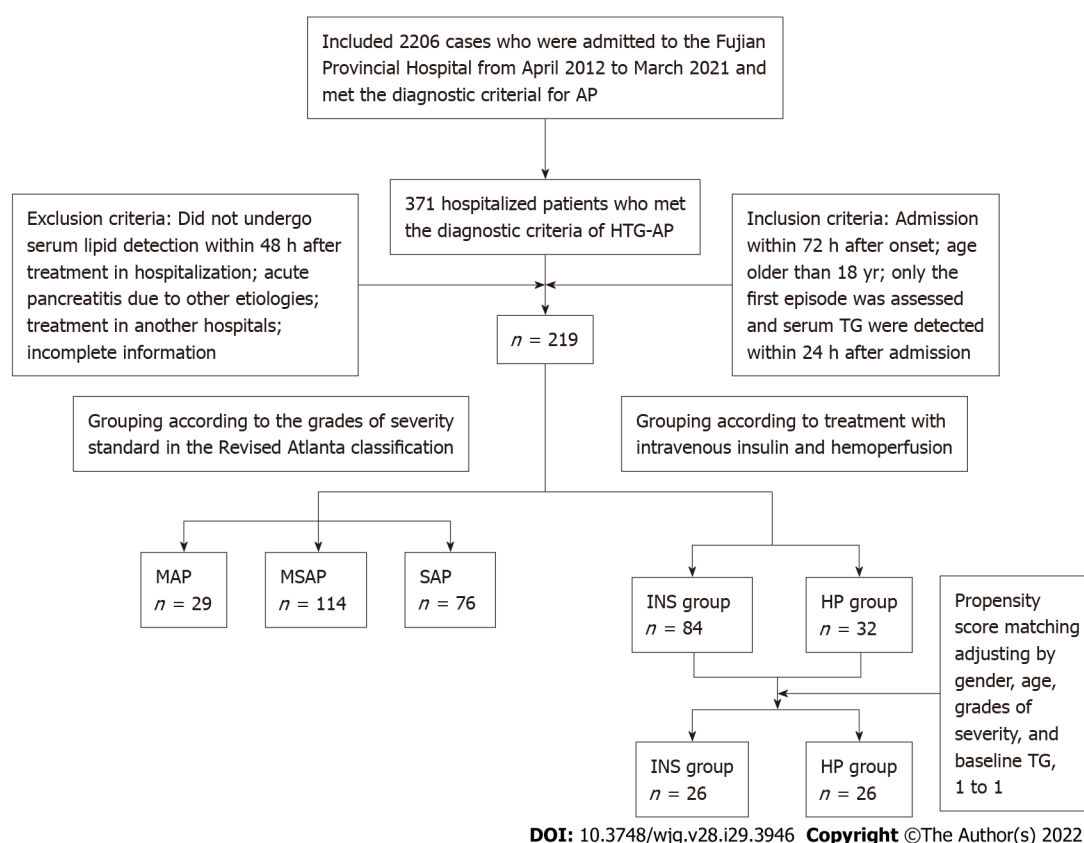 Included 2206 cases who were admitted to the Fujian
Provincial Hospital from April 2012 to March 2021 and
met the diagnostic criterial for AP
371 hospitalized patients who met
the diagnostic criteria of HTG-AP
Exclusion criteria: Did not undergo
serum lipid detection within 48 h after
treatment in hospitalization; acute
pancreatitis due to other etiologies;
treatment in another hospitals;
incomplete information
Inclusion criteria: Admission
within 72 h after onset; age
older than 18 yr; only the
first episode was assessed
and serum TG were detected
within 24 h after admission
n = 219
Grouping according to the grades of severity
standard in the Revised Atlanta classification
Grouping according to treatment with
intravenous insulin and hemoperfusion
MAP
n = 29
MSAP
n = 114
SAP
n = 76
INS group
n = 84
HP group
n = 32
Propensity
score matching
adjusting by
gender, age,
grades of
severity, and
baseline TG,
1 to 1
INS group
n = 26
HP group
n = 26
DOI: 10.3748/wjg.v28.i29.3946 Copyright ©The Author(s) 2022.